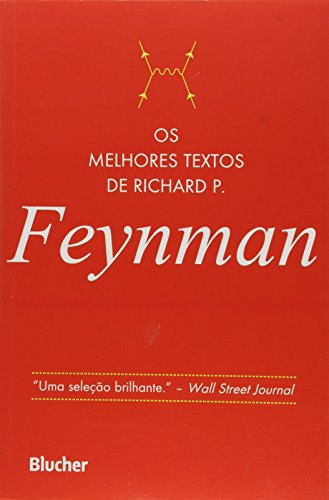 OS
MELHORES TEXTOS
DE RICHARD P.
Feynman
“Uma seleção brilhante.” – Wall Street Journal
Blucher